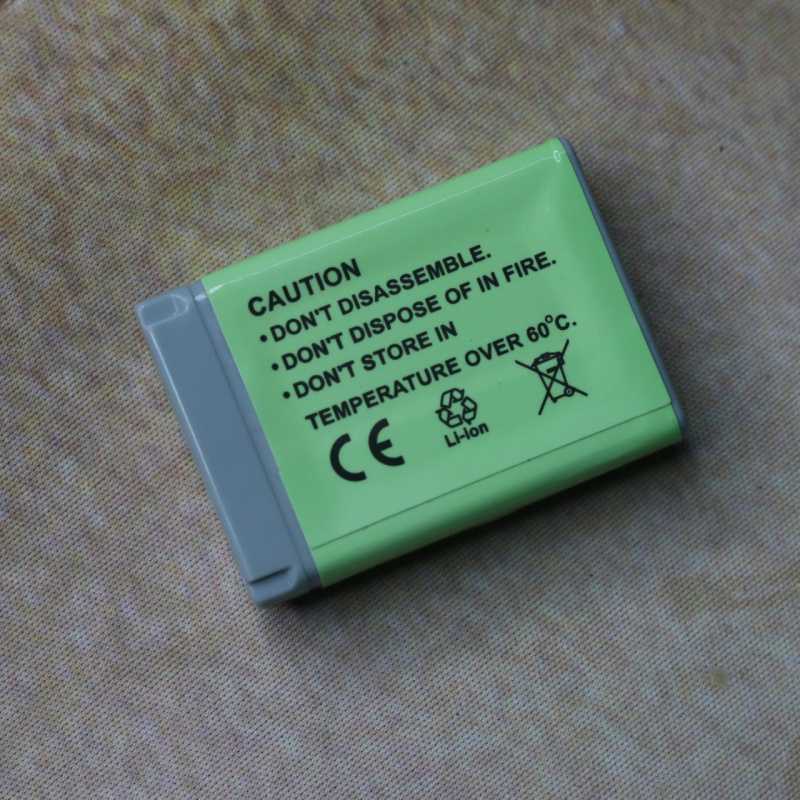 CAUTION
•DON'T DISASSEMBLE.
•DON'T DISPOSE OF IN FIRE.
•DON'T STORE IN
TEMPERATURE OVER 60°C.
CE
Li-ion